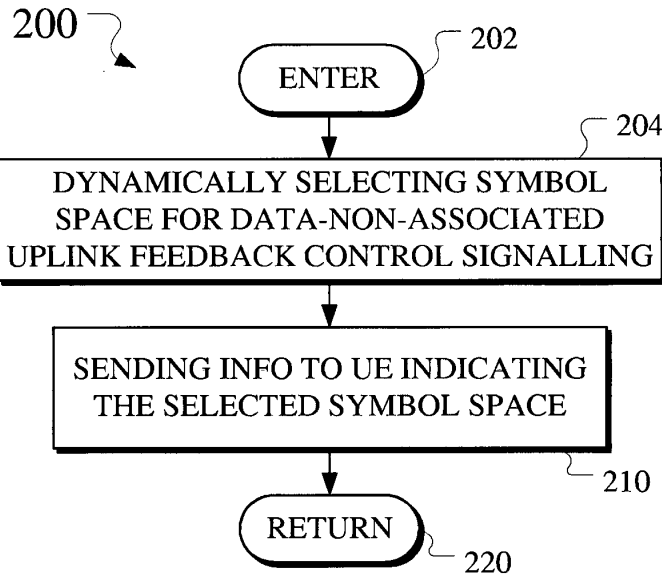 200
202
ENTER
204
DYNAMICALLY SELECTING SYMBOL
SPACE FOR DATA-NON-ASSOCIATED
UPLINK FEEDBACK CONTROL SIGNALLING
SENDING INFO TO UE INDICATING
THE SELECTED SYMBOL SPACE
210
RETURN
220